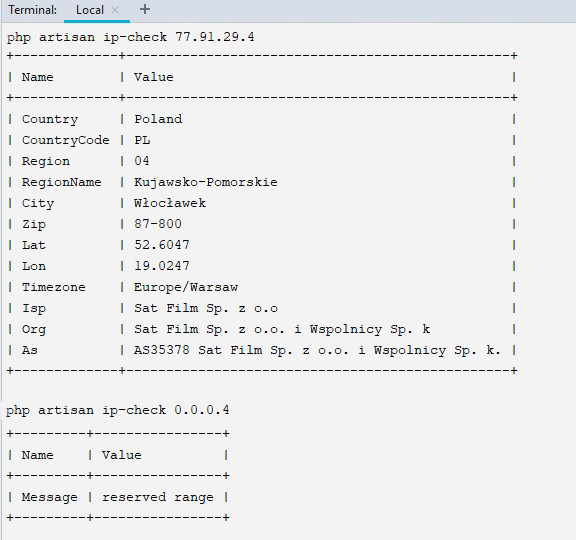 Terminal: Local × +
php artisan ip-check 77.91.29.4
+-------------+------------------------------------------------+
| Name        | Value                                          |
+-------------+------------------------------------------------+
| Country     | Poland                                         |
| CountryCode | PL                                             |
| Region      | 04                                             |
| RegionName  | Kujawsko-Pomorskie                             |
| City        | Włocławek                                      |
| Zip         | 87-800                                         |
| Lat         | 52.6047                                        |
| Lon         | 19.0247                                        |
| Timezone    | Europe/Warsaw                                  |
| Isp         | Sat Film Sp. z o.o                             |
| Org         | Sat Film Sp. z o.o. i Wspolnicy Sp. k          |
| As          | AS35378 Sat Film Sp. z o.o. i Wspolnicy Sp. k. |
+-------------+------------------------------------------------+
php artisan ip-check 0.0.0.4
+---------+----------------+
| Name    | Value          |
+---------+----------------+
| Message | reserved range |
+---------+----------------+